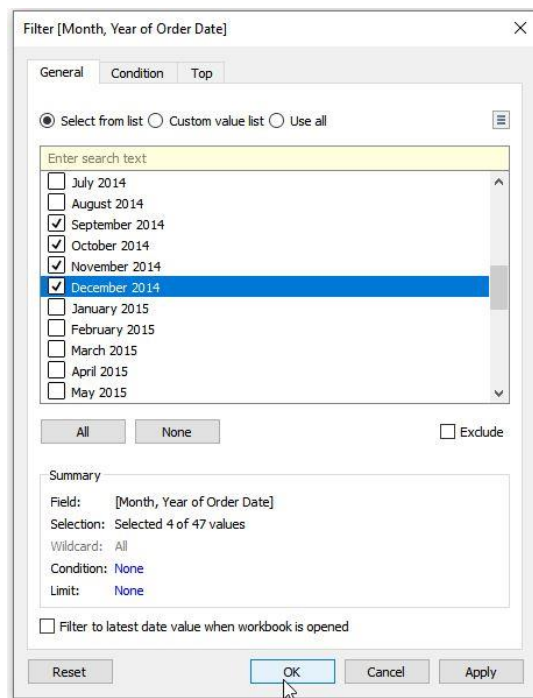 Filter [Month, Year of Order Date]
General Condition Top
Select from list Custom value list Use all
Enter search text
July 2014
August 2014
September 2014
October 2014
November 2014
December 2014
January 2015
February 2015
March 2015
April 2015
May 2015
All None Exclude
Summary
Field: [Month, Year of Order Date]
Selection: Selected 4 of 47 values
Wildcard: All
Condition: None
Limit: None
Filter to latest date value when workbook is opened
Reset OK Cancel Apply